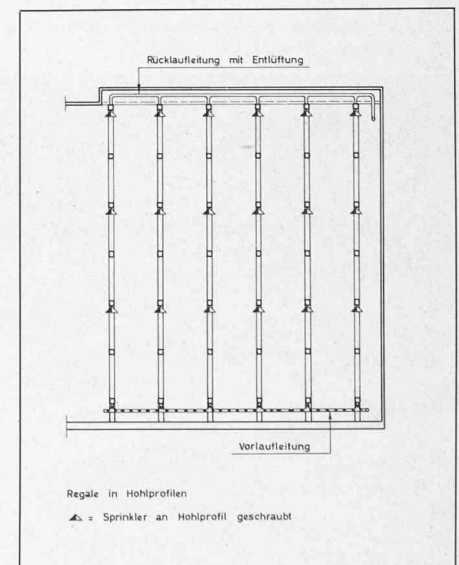 Rücklaufleitung mit Entlüftung
Vorlaufleitung
Regale in Hohlprofilen
= Sprinkler an Hohlprofil geschraubt